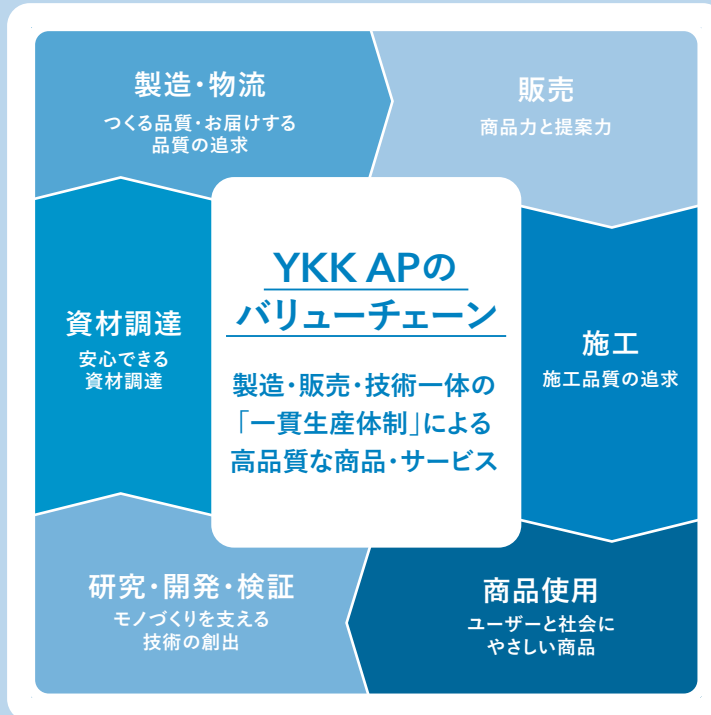 製造・物流
つくる品質・お届けする
品質の追求
販売
商品力と提案力
YKK APの
バリューチェーン
製造・販売・技術一体の
「一貫生産体制」による
高品質な商品・サービス
資材調達
安心できる
資材調達
施工
施工品質の追求
研究・開発・検証
モノづくりを支える
技術の創出
商品使用
ユーザーと社会に
やさしい商品